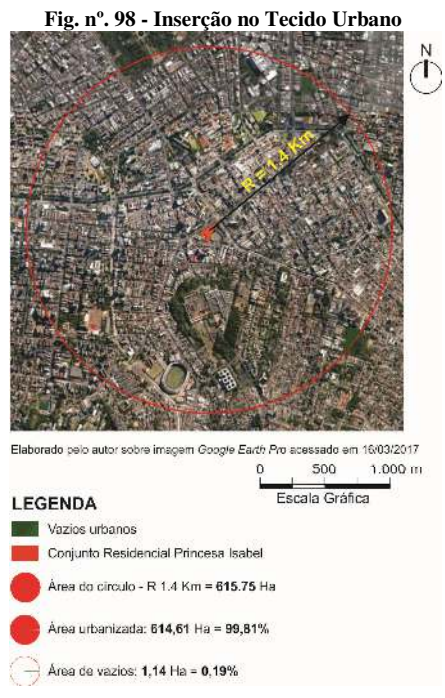 Fig. nº. 98 - Inserção no Tecido Urbano
N
R = 1.4 Km
Elaborado pelo autor sobre imagem Google Earth Pro acessado em 16/03/2017
0 500 1.000 m
Escala Gráfica
LEGENDA
Vazios urbanos
Conjunto Residencial Princesa Isabel
Área do circulo - R 1.4 Km = 615.75 Ha
Área urbanizada: 614,61 Ha = 99,81%
Área de vazios: 1,14 Ha = 0,19%